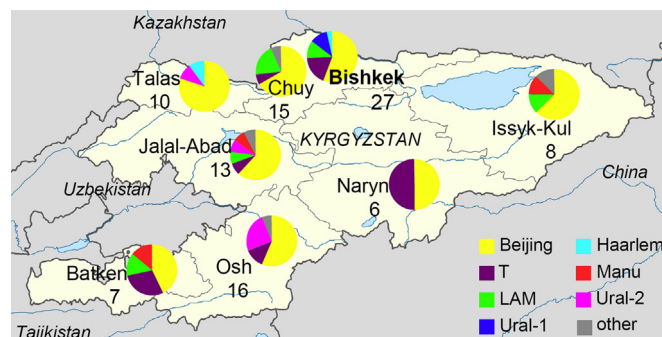 Kazakhstan
Talas
10
Chuy
15
Bishkek
27
Issyk-Kul
8
Jalal-Abad
13
KYRGYZSTAN
Naryn
6
China
Uzbekistan
Osh
16
Batken
7
Tajikistan
Beijing
T
LAM
Ural-1
Haarlem
Manu
Ural-2
other